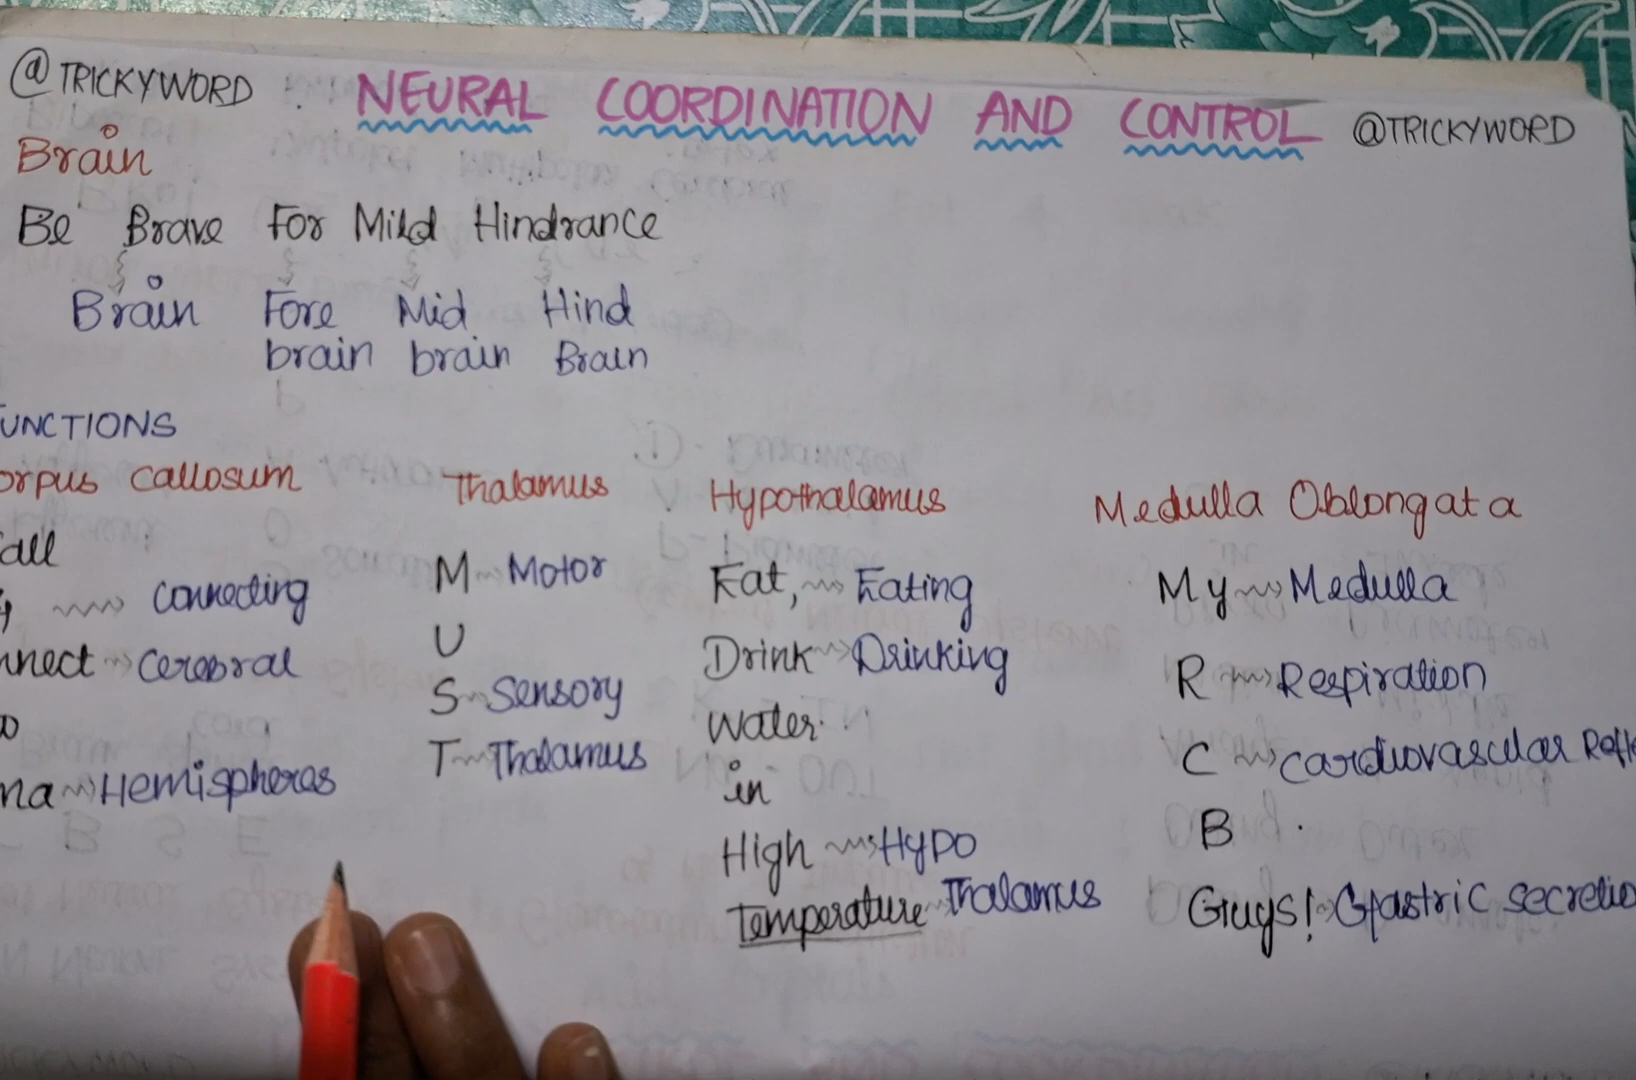 @TRICKYWORD NEURAL COORDINATION AND CONTROL @TRICKYWORD
Brain
Be Brave For Mild Hindrance
Brain Fore Mid Hind
brain brain Brain
UNCTIONS
orpus callosum
all
connecting
nnect cerebral
na Hemispheres
Thalamus
M Motor
U
S Sensory
T Thalamus
Hypothalamus
Eat, Eating
Drink Drinking
Water
in
High Hypo
Temperature Thalamus
Medulla Oblongata
My Medulla
R Respiration
C cardiovascular Refle
B
Guys! Gastric secretio